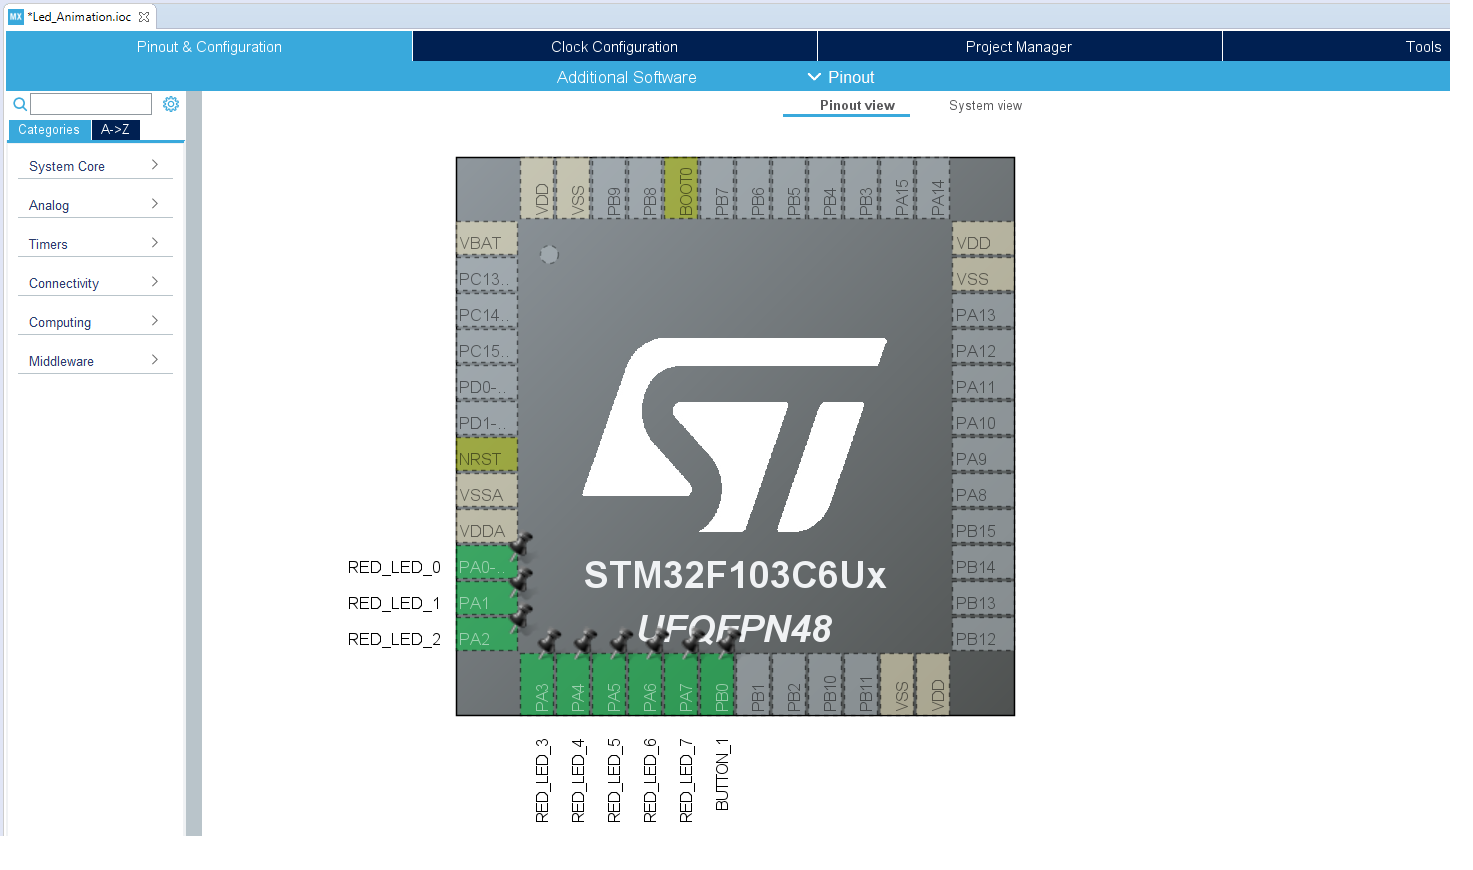 MX *Led_Animation.ioc
Pinout & Configuration
Clock Configuration
Project Manager
Tools
Additional Software
Pinout
Pinout view
System view
Categories
A->Z
System Core
Analog
Timers
Connectivity
Computing
Middleware
VDD
VSS
PB9
PB8
BOOT0
PB7
PB6
PB5
PB4
PB3
PA15
PA14
VBAT
PC13..
PC14..
PC15..
PD0-..
PD1-..
NRST
VSSA
VDDA
RED_LED_0 PA0-..
RED_LED_1 PA1
RED_LED_2 PA2
VDD
VSS
PA13
PA12
PA11
PA10
PA9
PA8
PB15
PB14
PB13
PB12
ST
STM32F103C6Ux
UFQFPN48
PA3
PA4
PA5
PA6
PA7
PB0
PB1
PB2
PB10
PB11
VSS
VDD
RED_LED_3
RED_LED_4
RED_LED_5
RED_LED_6
RED_LED_7
BUTTON_1